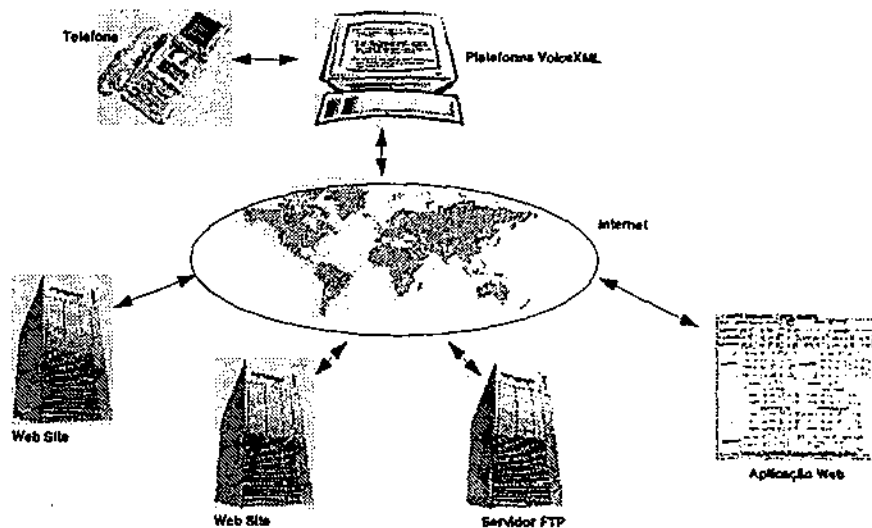 Telefone
Plataforma VoiceXML
Internet
Web Site
Web Site
Servidor FTP
Aplicação Web